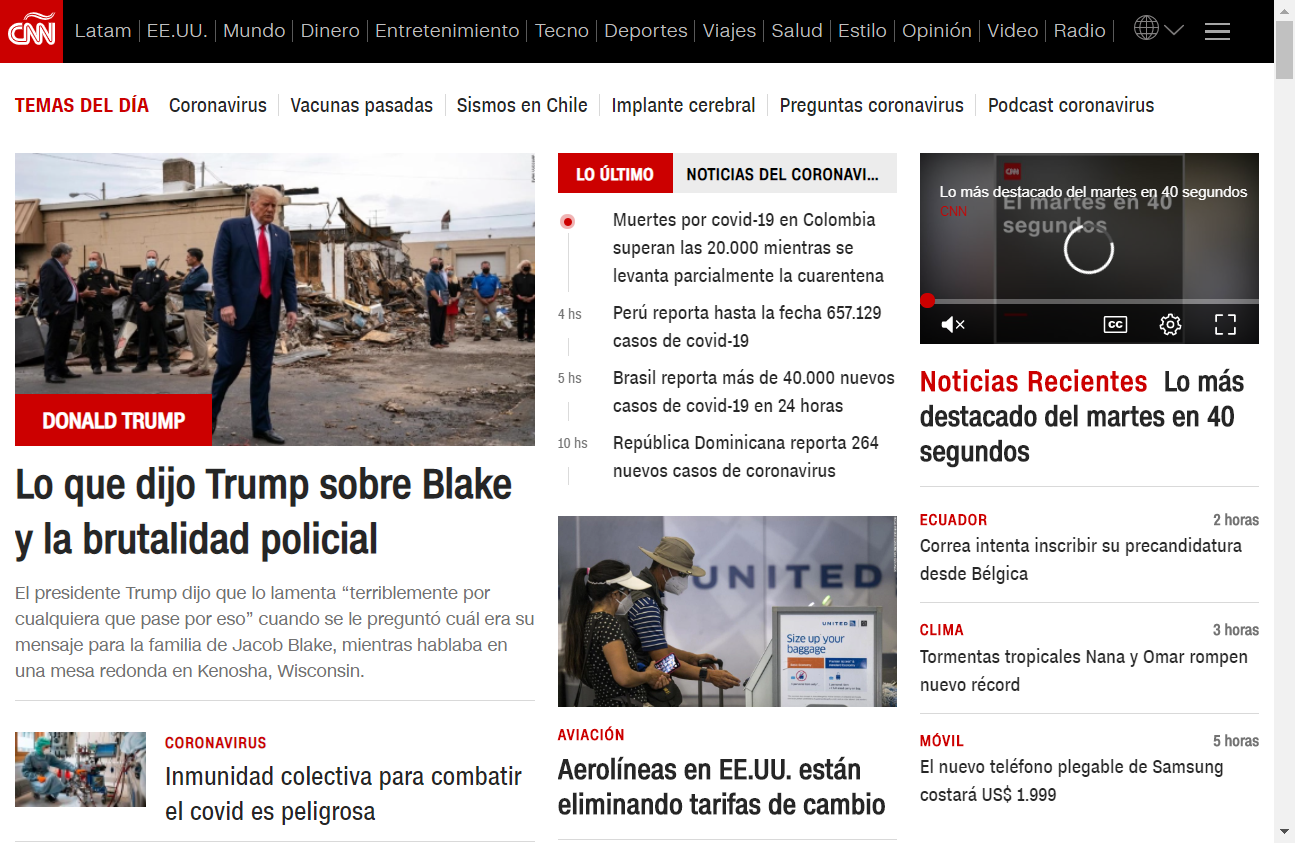 CNN Latam EE.UU. Mundo Dinero Entretenimiento Tecno Deportes Viajes Salud Estilo Opinión Video Radio
TEMAS DEL DÍA Coronavirus Vacunas pasadas Sismos en Chile Implante cerebral Preguntas coronavirus Podcast coronavirus
DONALD TRUMP
Lo que dijo Trump sobre Blake
y la brutalidad policial
El presidente Trump dijo que lo lamenta “terriblemente por
cualquiera que pase por eso” cuando se le preguntó cuál era su
mensaje para la familia de Jacob Blake, mientras hablaba en
una mesa redonda en Kenosha, Wisconsin.
CORONAVIRUS
Inmunidad colectiva para combatir
el covid es peligrosa
LO ÚLTIMO NOTICIAS DEL CORONAVI...
Muertes por covid-19 en Colombia
superan las 20.000 mientras se
levanta parcialmente la cuarentena
4 hs Perú reporta hasta la fecha 657.129
casos de covid-19
5 hs Brasil reporta más de 40.000 nuevos
casos de covid-19 en 24 horas
10 hs República Dominicana reporta 264
nuevos casos de coronavirus
UNITED
UNITED
Size up your
baggage
AVIACIÓN
Aerolíneas en EE.UU. están
eliminando tarifas de cambio
CNN
Lo más destacado del martes en 40 segundos
CNN
El martes en 40
segundos
CC
Noticias Recientes Lo más
destacado del martes en 40
segundos
ECUADOR 2 horas
Correa intenta inscribir su precandidatura
desde Bélgica
CLIMA 3 horas
Tormentas tropicales Nana y Omar rompen
nuevo récord
MÓVIL 5 horas
El nuevo teléfono plegable de Samsung
costará US$ 1.999